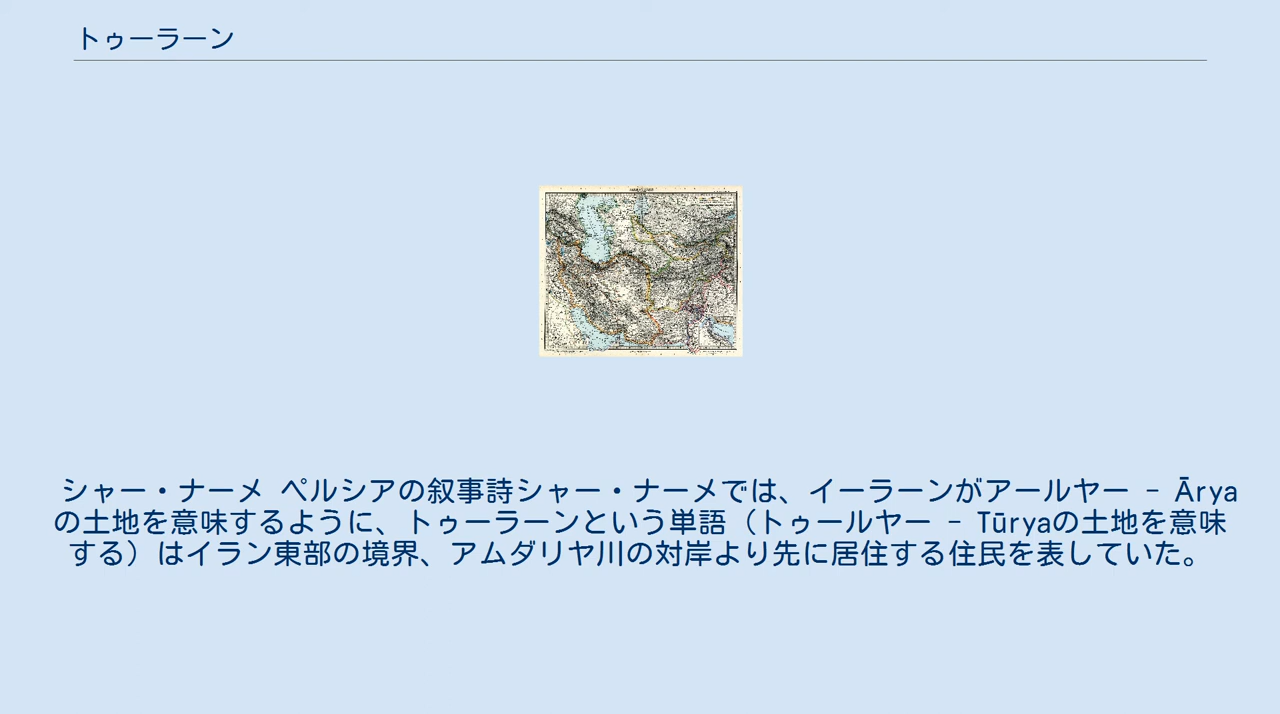 トゥーラーン
シャー・ナーメ ペルシアの叙事詩シャー・ナーメでは、イーラーンがアールヤー － Ārya
の土地を意味するように、トゥーラーンという単語（トゥールヤー － Tūryaの土地を意味
する）はイラン東部の境界、アムダリヤ川の対岸より先に居住する住民を表していた。